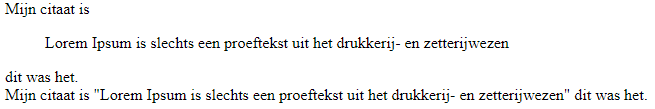 Mijn citaat is
Lorem Ipsum is slechts een proeftekst uit het drukkerij- en zetterijwezen
dit was het.
Mijn citaat is "Lorem Ipsum is slechts een proeftekst uit het drukkerij- en zetterijwezen" dit was het.